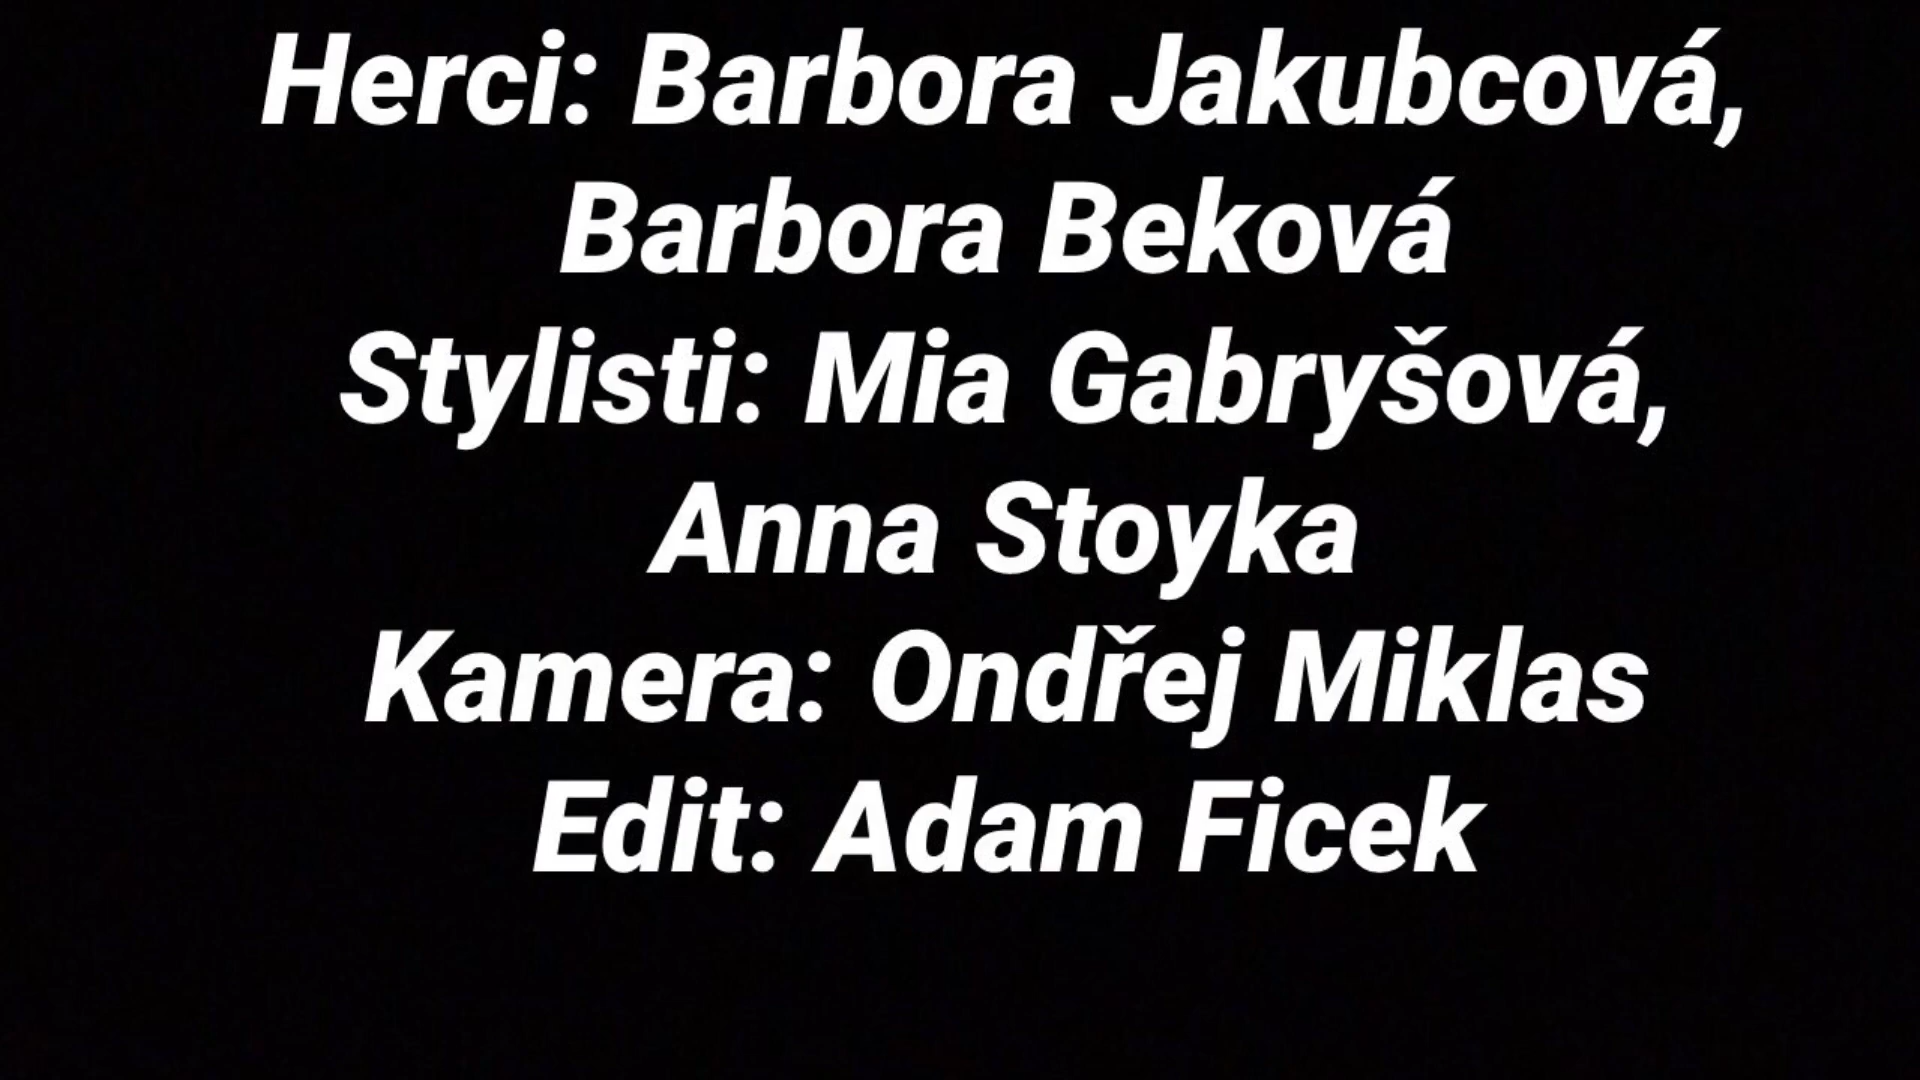 Herci: Barbora Jakubcová,
Barbora Beková
Stylisti: Mia Gabryšová,
Anna Stoyka
Kamera: Ondřej Miklas
Edit: Adam Ficek